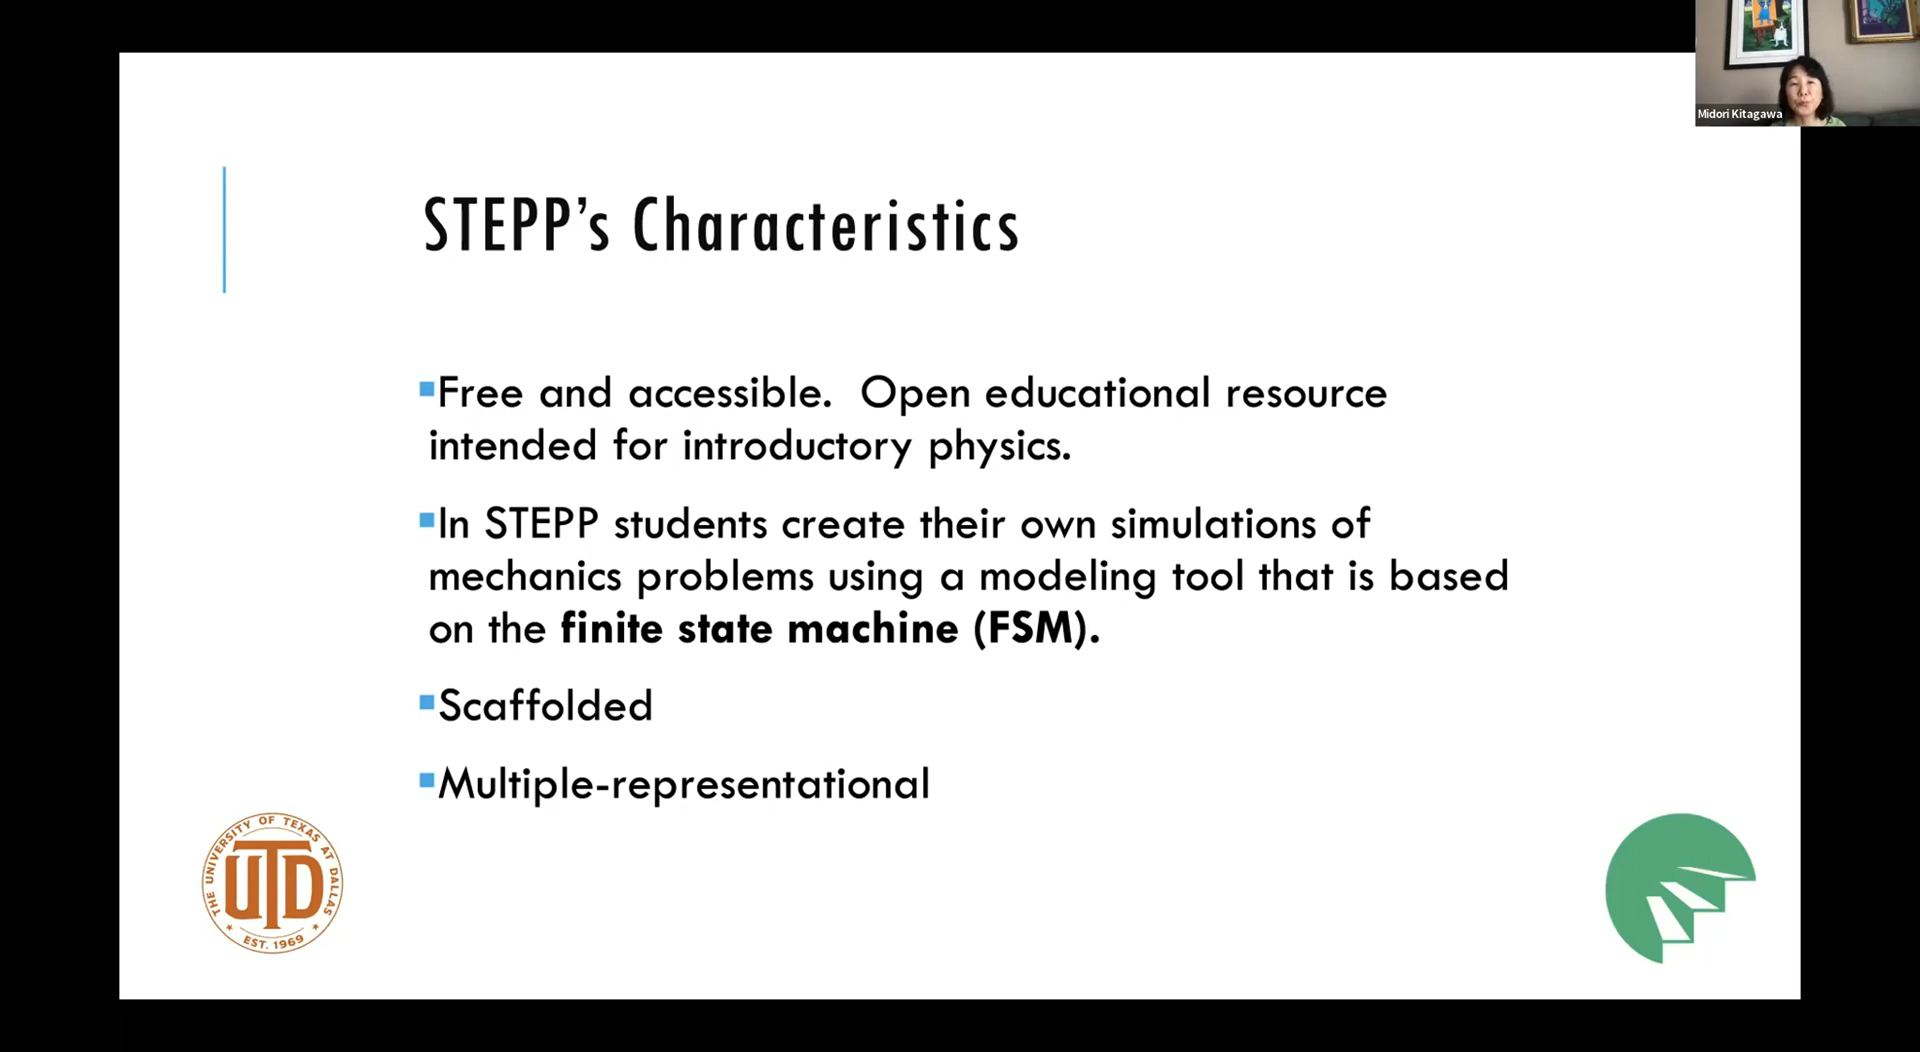 Midori Kitagawa
STEPP’s Characteristics
Free and accessible.  Open educational resource
intended for introductory physics.
In STEPP students create their own simulations of
mechanics problems using a modeling tool that is based
on the finite state machine (FSM).
Scaffolded
Multiple-representational
THE UNIVERSITY OF TEXAS AT DALLAS
UTD
EST. 1969